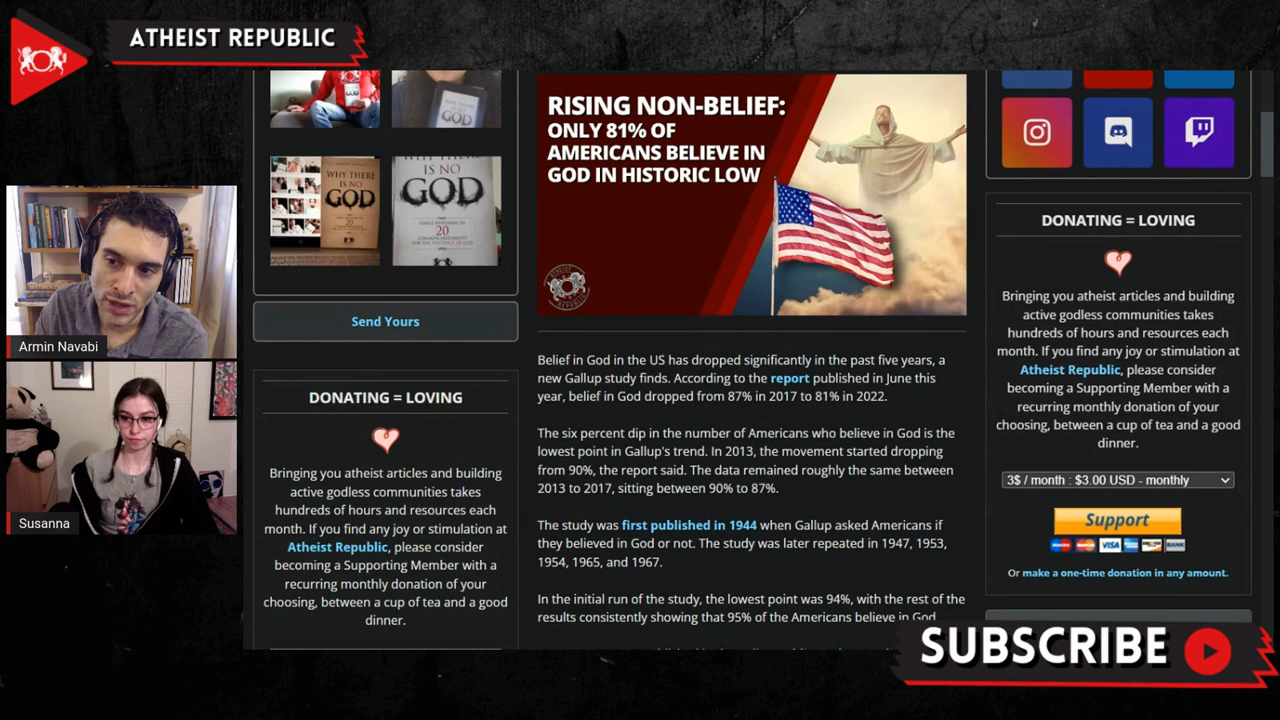 ATHEIST REPUBLIC
GOD
WHY THERE
IS NO
GOD
WHY THERE
IS NO
GOD
20
Send Yours
DONATING = LOVING
Bringing you atheist articles and building
active godless communities takes
hundreds of hours and resources each
month. If you find any joy or stimulation at
Atheist Republic, please consider
becoming a Supporting Member with a
recurring monthly donation of your
choosing, between a cup of tea and a good
dinner.
RISING NON-BELIEF:
ONLY 81% OF
AMERICANS BELIEVE IN
GOD IN HISTORIC LOW
Belief in God in the US has dropped significantly in the past five years, a
new Gallup study finds. According to the report published in June this
year, belief in God dropped from 87% in 2017 to 81% in 2022.
The six percent dip in the number of Americans who believe in God is the
lowest point in Gallup's trend. In 2013, the movement started dropping
from 90%, the report said. The data remained roughly the same between
2013 to 2017, sitting between 90% to 87%.
The study was first published in 1944 when Gallup asked Americans if
they believed in God or not. The study was later repeated in 1947, 1953,
1954, 1965, and 1967.
In the initial run of the study, the lowest point was 94%, with the rest of the
results consistently showing that 95% of the Americans believe in God
DONATING = LOVING
Bringing you atheist articles and building
active godless communities takes
hundreds of hours and resources each
month. If you find any joy or stimulation at
Atheist Republic, please consider
becoming a Supporting Member with a
recurring monthly donation of your
choosing, between a cup of tea and a good
dinner.
3$ / month : $3.00 USD - monthly
Support
VISA
BANK
Or make a one-time donation in any amount.
Armin Navabi
Susanna
SUBSCRIBE